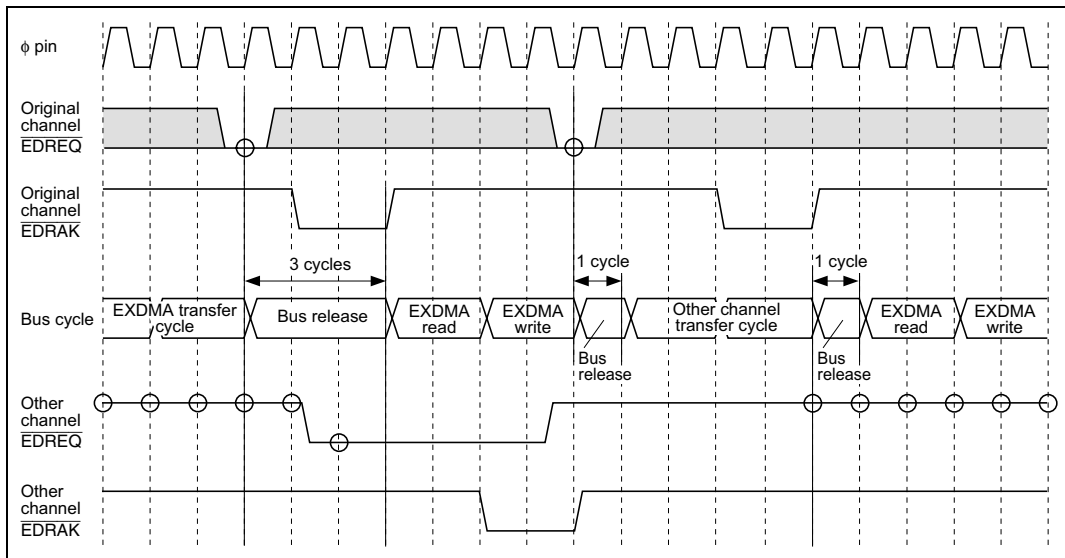 φ pin
Original
channel
EDREQ
Original
channel
EDRAK
3 cycles
1 cycle
1 cycle
Bus cycle
EXDMA transfer
cycle
Bus release
EXDMA
read
EXDMA
write
Bus
release
Other channel
transfer cycle
Bus
release
EXDMA
read
EXDMA
write
Other
channel
EDREQ
Other
channel
EDRAK